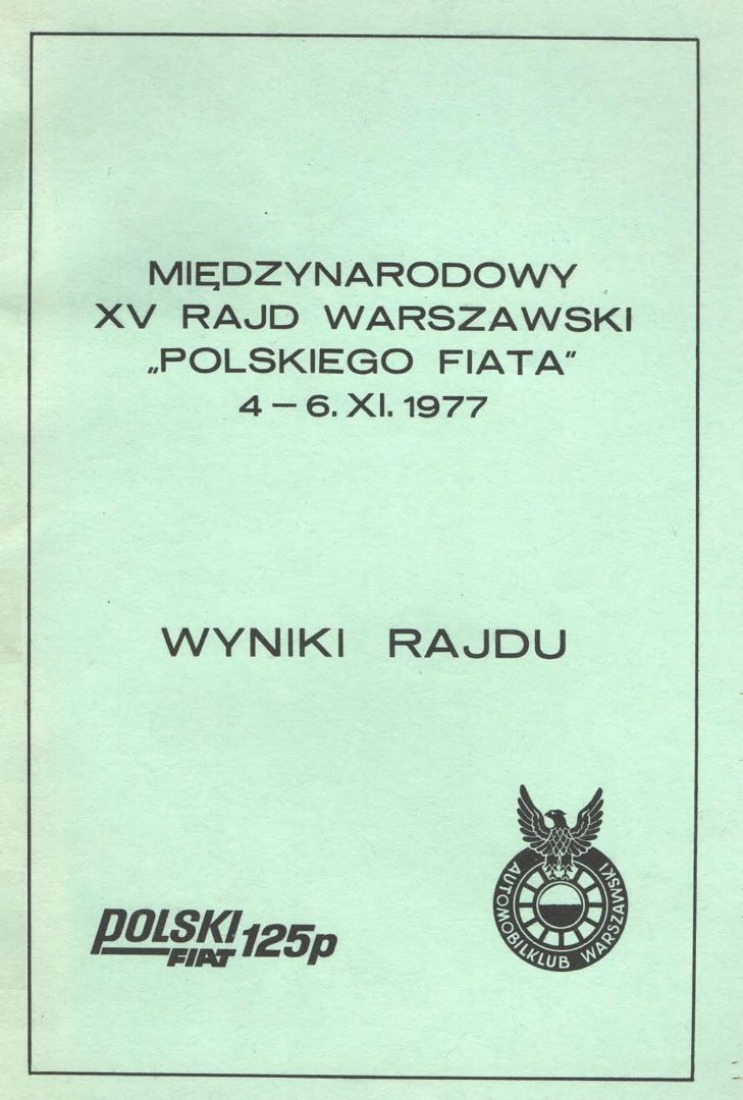 MIĘDZYNARODOWY
XV RAJD WARSZAWSKI
„POLSKIEGO FIATA”
4 – 6. XI. 1977
WYNIKI RAJDU
POLSKI FIAT 125p
AUTOMOBILKLUB WARSZAWSKI